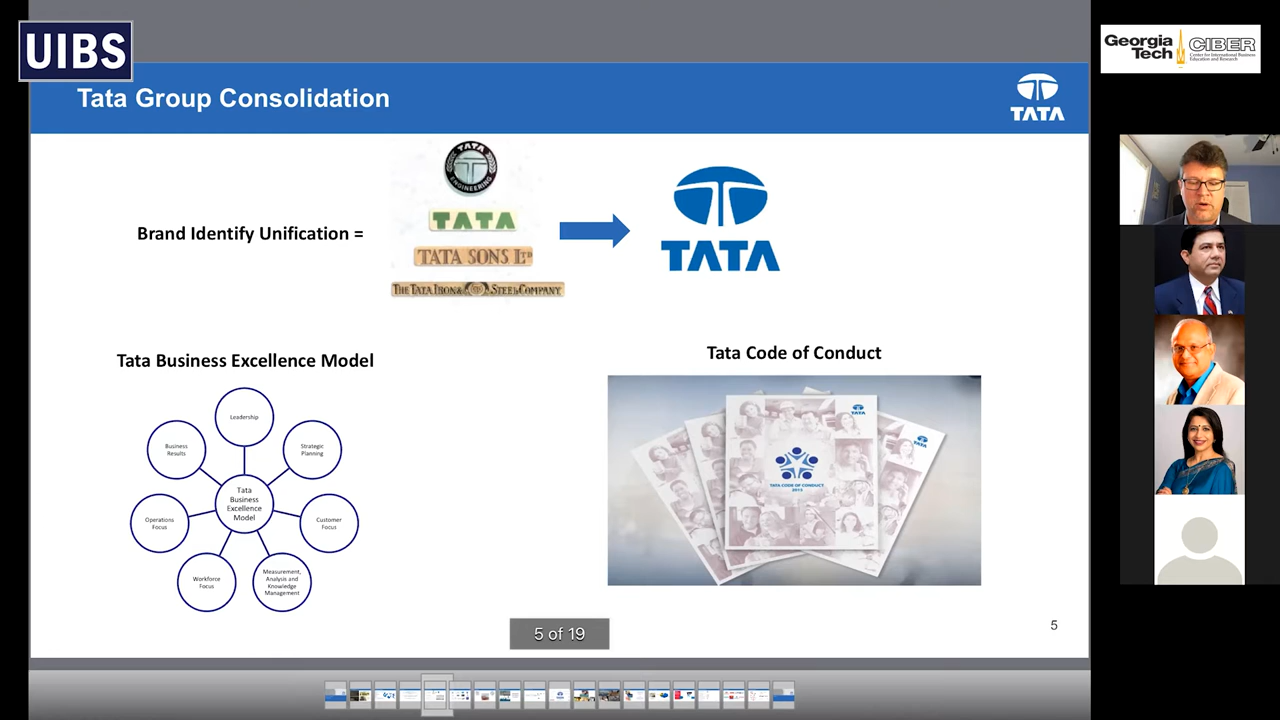 UIBS
Georgia
Tech
CIBER
Center for International Business
Education and Research
Tata Group Consolidation
TATA
Brand Identify Unification =
TATA
ENGINEERING
TATA
TATA SONS LTD
THE TATA IRON & STEEL COMPANY
TATA
Tata Business Excellence Model
Leadership
Strategic
Planning
Customer
Focus
Measurement,
Analysis and
Knowledge
Management
Workforce
Focus
Operations
Focus
Business
Results
Tata
Business
Excellence
Model
Tata Code of Conduct
TATA
TATA
TATA CODE OF CONDUCT
2015
5 of 19
5